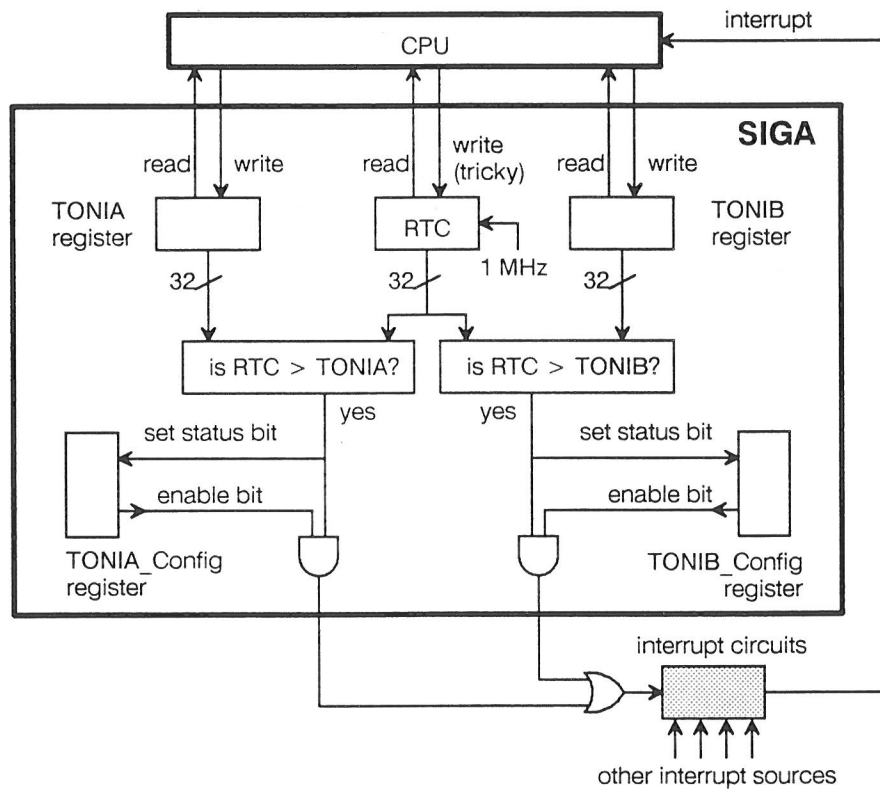 interrupt
CPU
SIGA
read
write
read
write
(tricky)
read
write
TONIA
register
RTC
TONIB
register
1 MHz
32
32
32
is RTC > TONIA?
is RTC > TONIB?
yes
yes
set status bit
set status bit
enable bit
enable bit
TONIA_Config
register
TONIB_Config
register
interrupt circuits
other interrupt sources